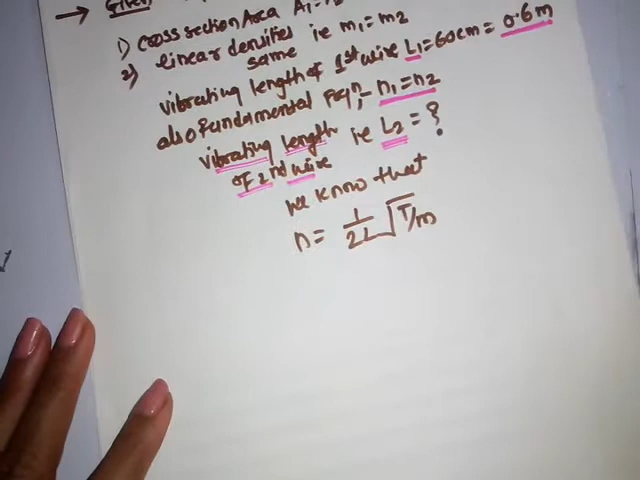 → Given
1) cross section Area A₁=
2) linear densities ie m₁ = m₂
same
vibrating length of 1st wire L₁=60cm = 0.6m
also fundamental Fqⁿ, n₁=n₂
vibrating length ie L₂ = ?
of 2nd wire
we know that
n = 1/2L √T/m